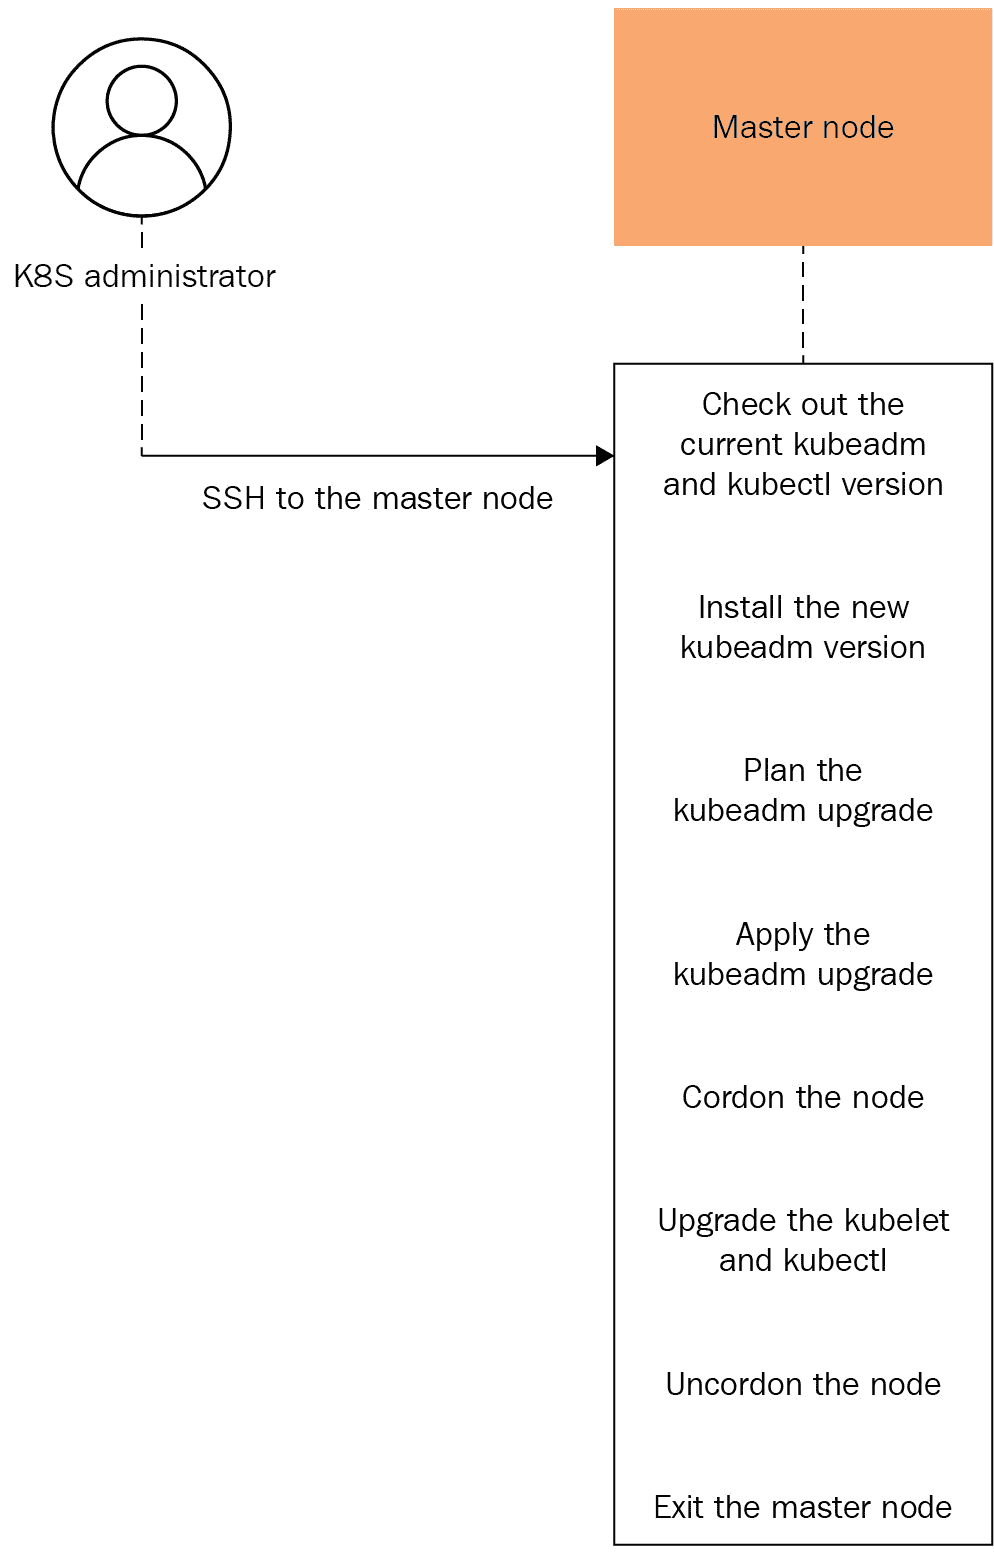 Master node
K8S administrator
SSH to the master node
Check out the
current kubeadm
and kubectl version
Install the new
kubeadm version
Plan the
kubeadm upgrade
Apply the
kubeadm upgrade
Cordon the node
Upgrade the kubelet
and kubectl
Uncordon the node
Exit the master node